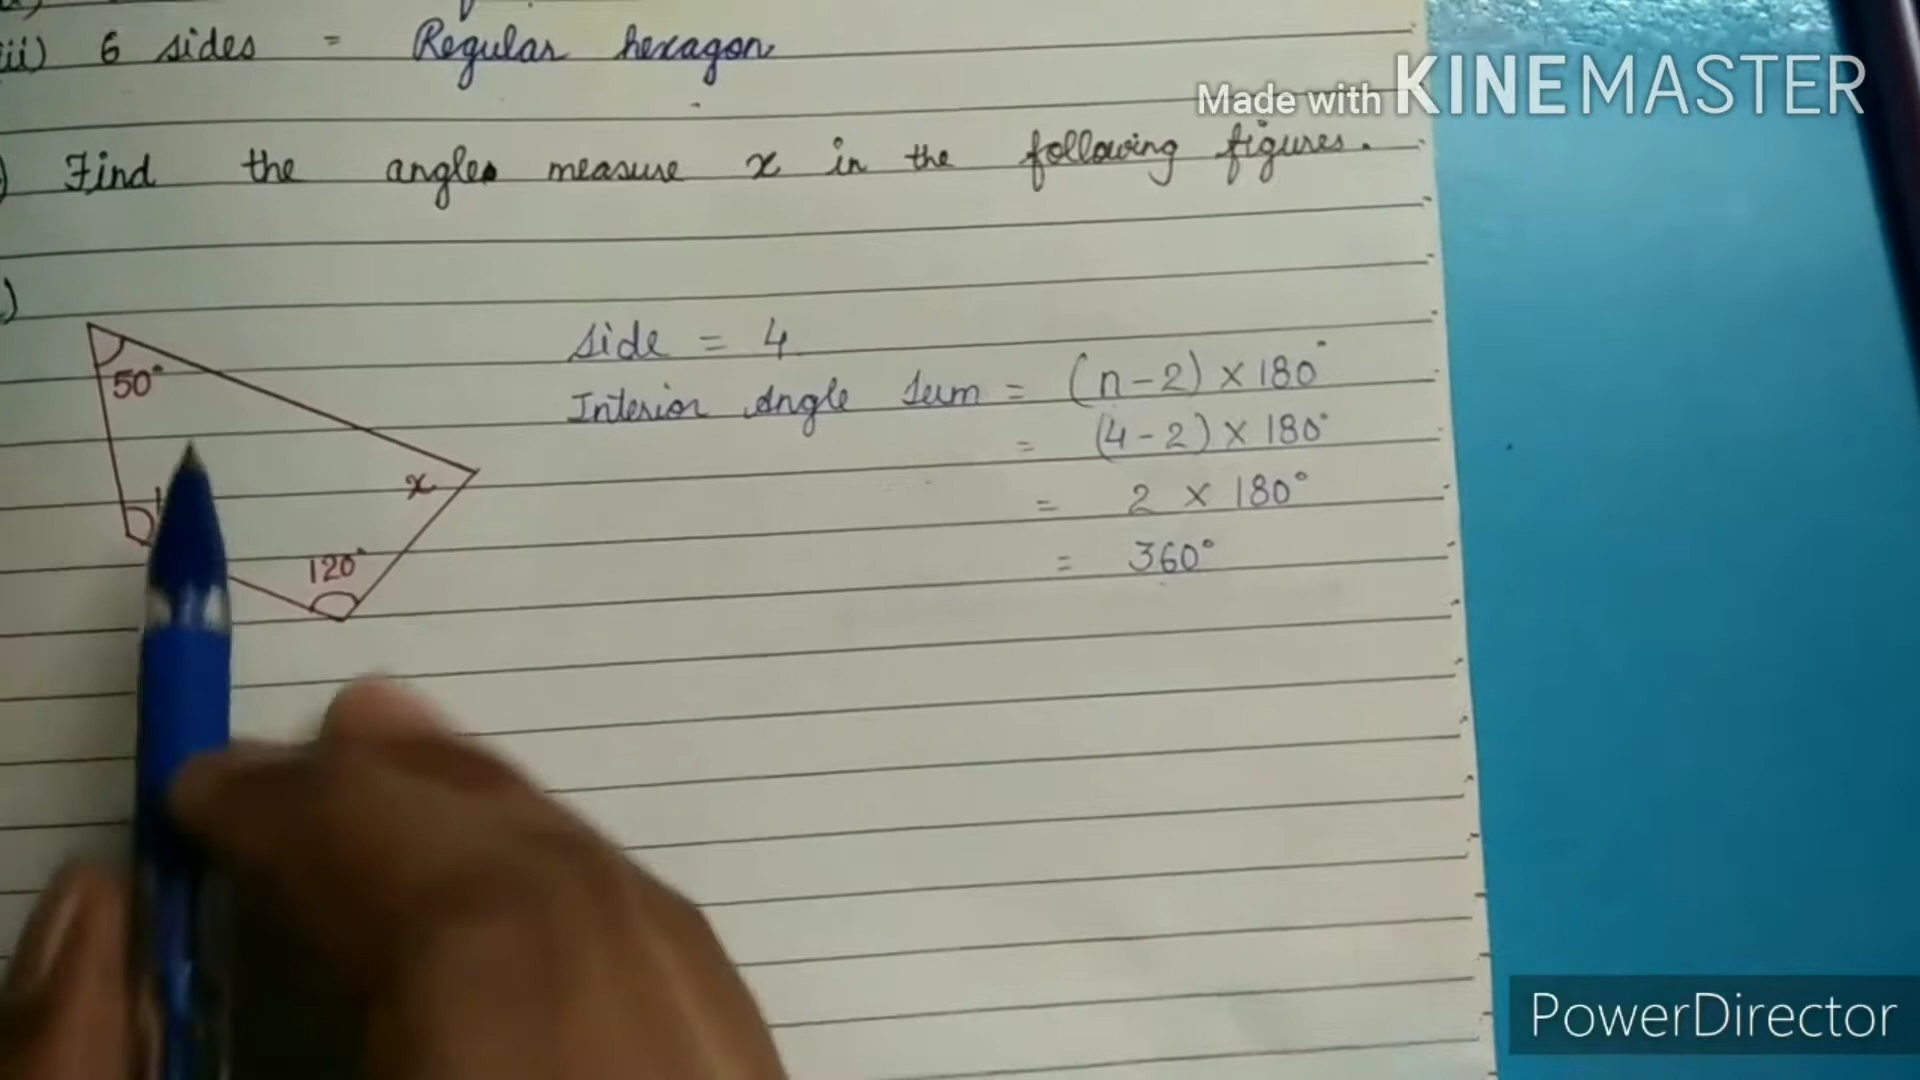 iii) 6 sides = Regular hexagon
Made with KINEMASTER
) Find the angles measure x in the following figures.
)
50°
x
120°
side = 4
Interior Angle Sum = (n-2) × 180°
= (4-2) × 180°
= 2 × 180°
= 360°
PowerDirector